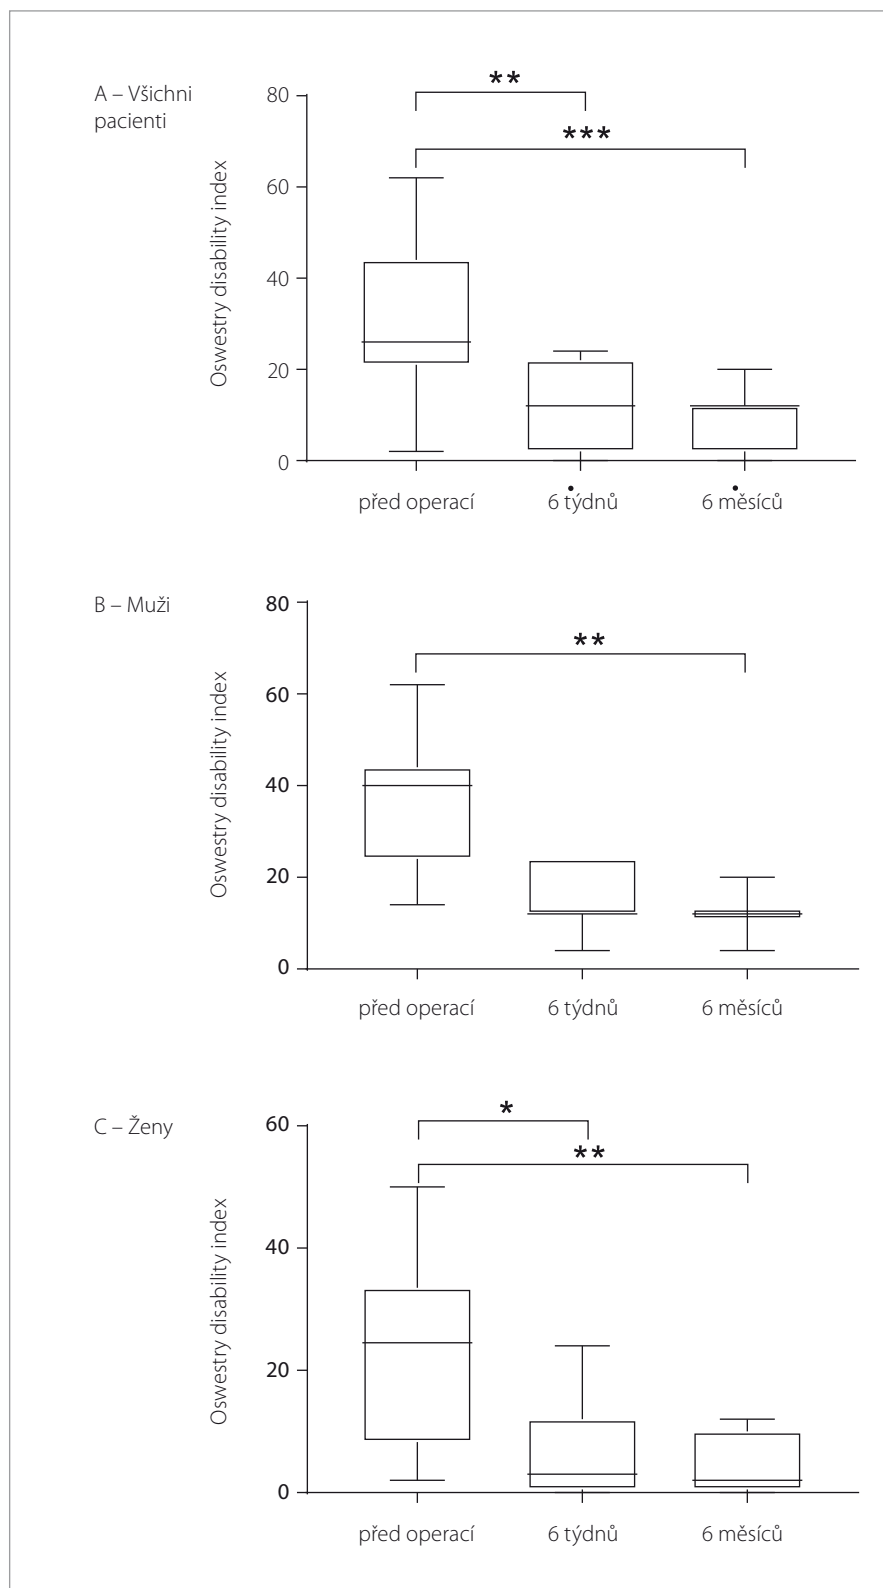 A – Všichni
pacienti
Oswestry disability index
80
60
40
20
0
**
***
před operací
6 týdnů
6 měsíců
B – Muži
Oswestry disability index
80
60
40
20
0
**
před operací
6 týdnů
6 měsíců
C – Ženy
Oswestry disability index
60
40
20
0
*
**
před operací
6 týdnů
6 měsíců